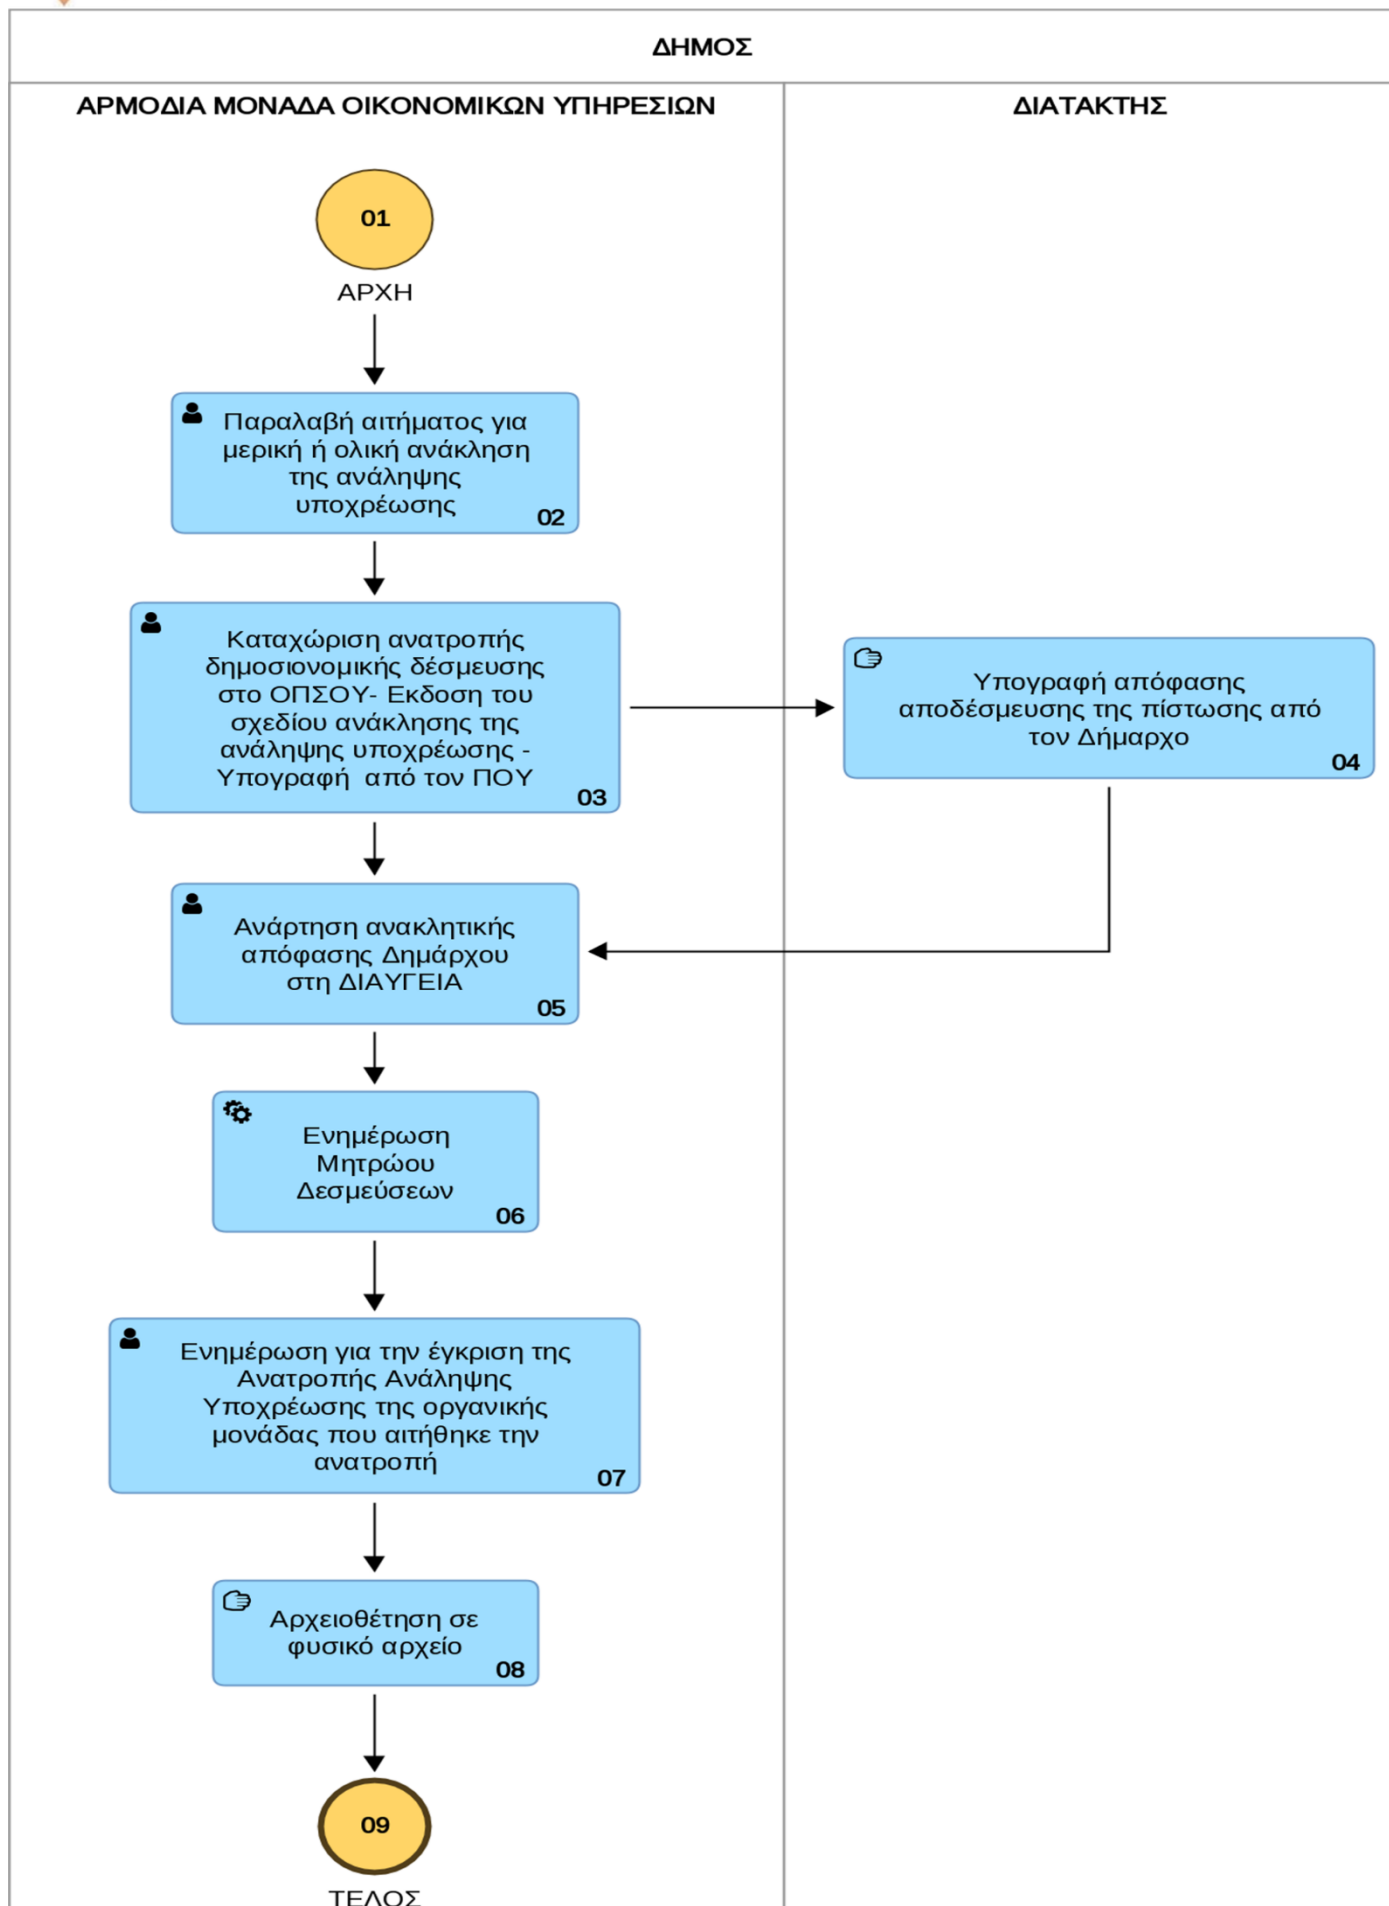 ΔΗΜΟΣ
ΑΡΜΟΔΙΑ ΜΟΝΑΔΑ ΟΙΚΟΝΟΜΙΚΩΝ ΥΠΗΡΕΣΙΩΝ
ΔΙΑΤΑΚΤΗΣ
01
ΑΡΧΗ
Παραλαβή αιτήματος για
μερική ή ολική ανάκληση
της ανάληψης
υποχρέωσης
02
Καταχώριση ανατροπής
δημοσιονομικής δέσμευσης
στο ΟΠΣΟΥ- Εκδοση του
σχεδίου ανάκλησης της
ανάληψης υποχρέωσης -
Υπογραφή  από τον ΠΟΥ
03
Υπογραφή απόφασης
αποδέσμευσης της πίστωσης από
τον Δήμαρχο
04
Ανάρτηση ανακλητικής
απόφασης Δημάρχου
στη ΔΙΑΥΓΕΙΑ
05
Ενημέρωση
Μητρώου
Δεσμεύσεων
06
Ενημέρωση για την έγκριση της
Ανατροπής Ανάληψης
Υποχρέωσης της οργανικής
μονάδας που αιτήθηκε την
ανατροπή
07
Αρχειοθέτηση σε
φυσικό αρχείο
08
09
ΤΕΛΟΣ